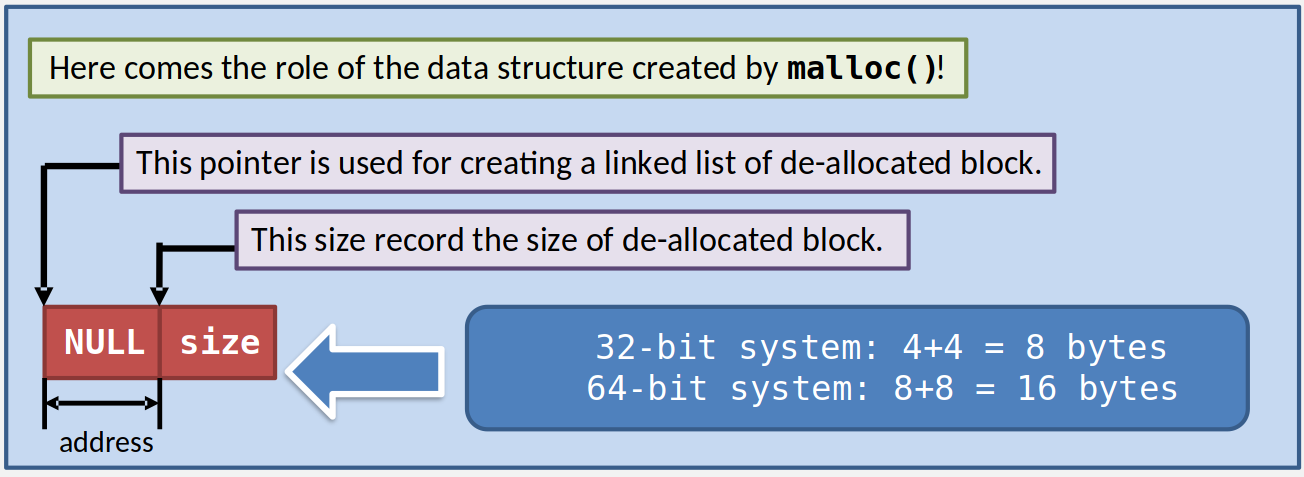 Here comes the role of the data structure created by malloc()!
This pointer is used for creating a linked list of de-allocated block.
This size record the size of de-allocated block.
NULL size
32-bit system: 4+4 = 8 bytes
64-bit system: 8+8 = 16 bytes
address